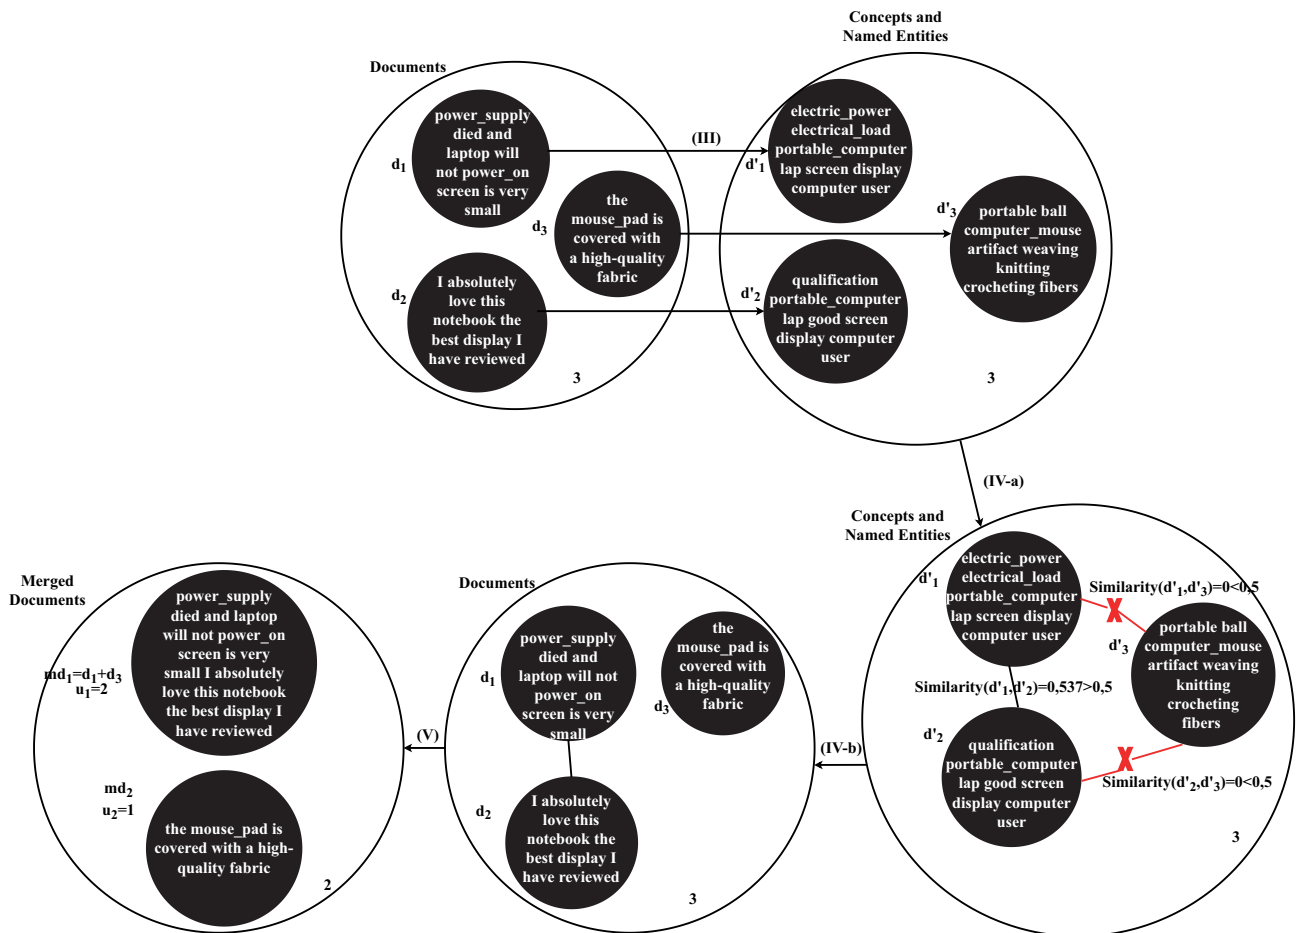 Concepts and
Named Entities
Documents
power_supply
died and
laptop will
not power_on
screen is very
small
d1
(III)
electric_power
electrical_load
portable_computer
lap screen display
computer user
d'1
the
mouse_pad is
covered with
a high-quality
fabric
d3
d'3
portable ball
computer_mouse
artifact weaving
knitting
crocheting fibers
I absolutely
love this
notebook the
best display I
have reviewed
d2
d'2
qualification
portable_computer
lap good screen
display computer
user
3
3
(IV-a)
Concepts and
Named Entities
electric_power
electrical_load
portable_computer
lap screen display
computer user
d'1
Similarity(d'1,d'3)=0<0,5
X
d'3
portable ball
computer_mouse
artifact weaving
knitting
crocheting
fibers
Similarity(d'1,d'2)=0,537>0,5
d'2
qualification
portable_computer
lap good screen
display computer
user
X
Similarity(d'2,d'3)=0<0,5
3
(IV-b)
Documents
power_supply
died and
laptop will not
power_on
screen is very
small
d1
the
mouse_pad is
covered with
a high-quality
fabric
d3
I absolutely
love this
notebook the
best display I
have reviewed
d2
3
(V)
Merged
Documents
power_supply
died and laptop
will not power_on
screen is very
small I absolutely
love this notebook
the best display I
have reviewed
md1=d1+d3
u1=2
md2
u2=1
the mouse_pad is
covered with a high-
quality fabric
2